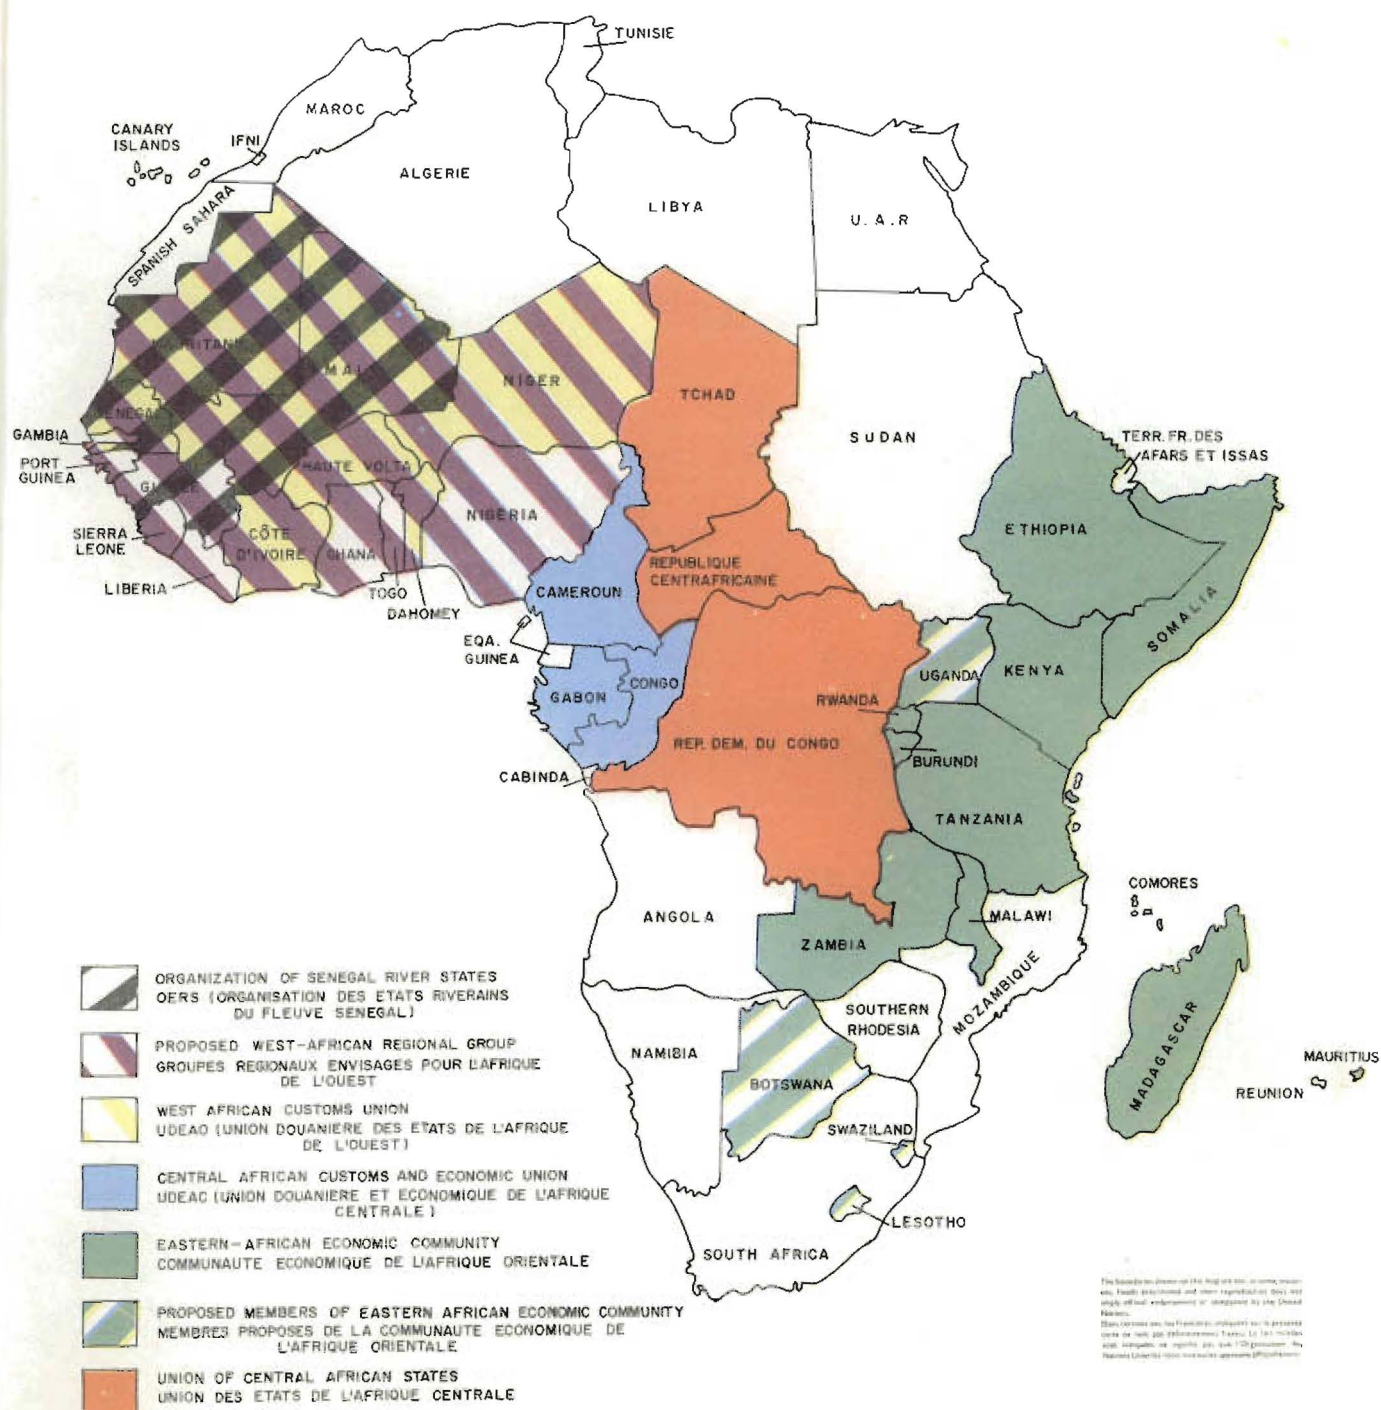 TUNISIE
MAROC
CANARY
ISLANDS
IFNI
ALGERIE
LIBYA
U.A.R
SPANISH SAHARA
MAURITANIE
MALI
NIGER
TCHAD
SUDAN
SENEGAL
GAMBIA
PORT
GUINEA
HAUTE VOLTA
GUINEE
NIGERIA
TERR. FR. DES
AFARS ET ISSAS
ETHIOPIA
SIERRA
LEONE
CÔTE
D'IVOIRE
GHANA
LIBERIA
TOGO
DAHOMEY
REPUBLIQUE
CENTRAFRICAINE
CAMEROUN
SOMALIA
EQA.
GUINEA
UGANDA
KENYA
GABON
CONGO
RWANDA
REP. DEM. DU CONGO
BURUNDI
CABINDA
TANZANIA
COMORES
ANGOLA
MALAWI
ZAMBIA
MOZAMBIQUE
SOUTHERN
RHODESIA
MADAGASCAR
NAMIBIA
MAURITIUS
BOTSWANA
REUNION
SWAZILAND
LESOTHO
SOUTH AFRICA
ORGANIZATION OF SENEGAL RIVER STATES
OERS (ORGANISATION DES ETATS RIVERAINS
DU FLEUVE SENEGAL)
PROPOSED WEST-AFRICAN REGIONAL GROUP
GROUPES REGIONAUX ENVISAGES POUR L'AFRIQUE
DE L'OUEST
WEST AFRICAN CUSTOMS UNION
UDEAO (UNION DOUANIERE DES ETATS DE L'AFRIQUE
DE L'OUEST)
CENTRAL AFRICAN CUSTOMS AND ECONOMIC UNION
UDEAC (UNION DOUANIERE ET ECONOMIQUE DE L'AFRIQUE
CENTRALE)
EASTERN-AFRICAN ECONOMIC COMMUNITY
COMMUNAUTE ECONOMIQUE DE L'AFRIQUE ORIENTALE
PROPOSED MEMBERS OF EASTERN AFRICAN ECONOMIC COMMUNITY
MEMBRES PROPOSES DE LA COMMUNAUTE ECONOMIQUE DE
L'AFRIQUE ORIENTALE
UNION OF CENTRAL AFRICAN STATES
UNION DES ETATS DE L'AFRIQUE CENTRALE